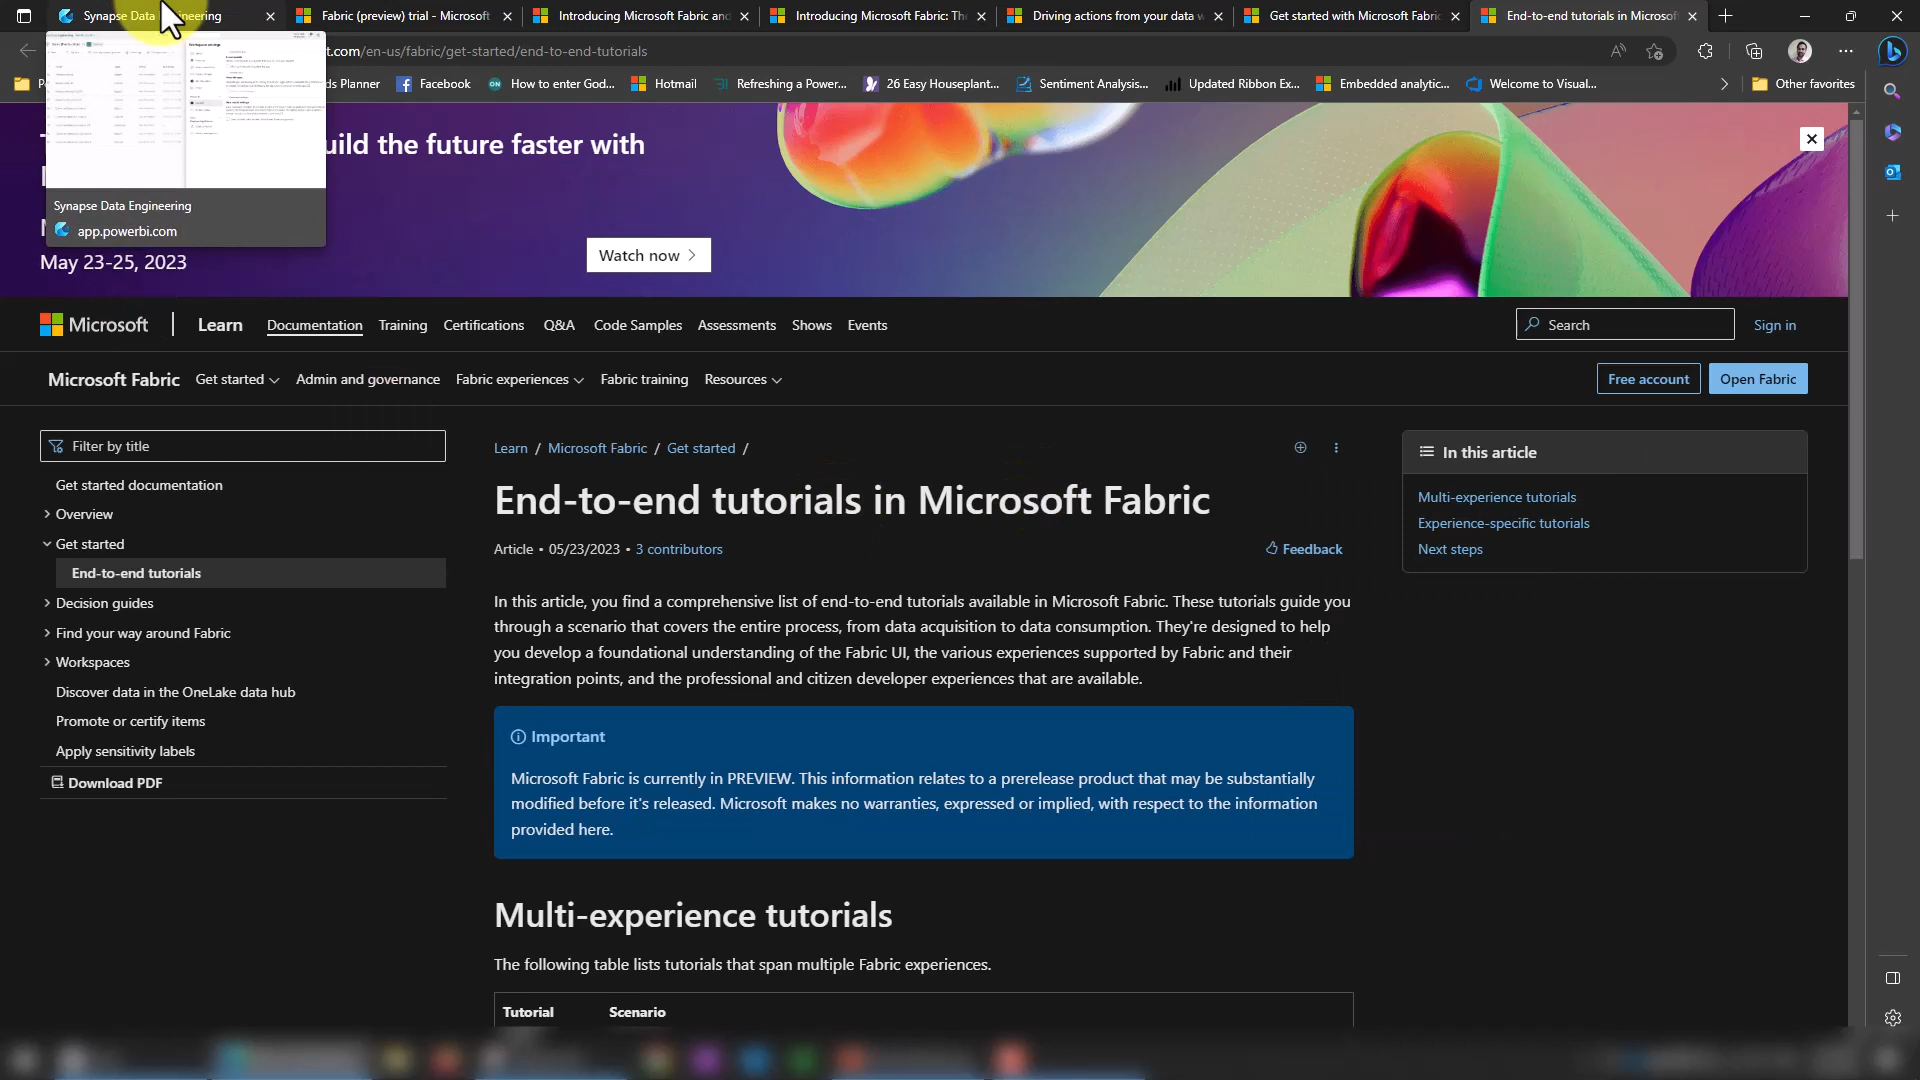 Synapse Data Engineering
Fabric (preview) trial - Microsoft
Introducing Microsoft Fabric and
Introducing Microsoft Fabric: Th
Driving actions from your data w
Get started with Microsoft Fabric
End-to-end tutorials in Microsof
t.com/en-us/fabric/get-started/end-to-end-tutorials
ds Planner
Facebook
How to enter God...
Hotmail
Refreshing a Power...
26 Easy Houseplant...
Sentiment Analysis...
Updated Ribbon Ex...
Embedded analytic...
Welcome to Visual...
Other favorites
Synapse Data Engineering
app.powerbi.com
uild the future faster with
May 23-25, 2023
Watch now
Microsoft
Learn
Documentation
Training
Certifications
Q&A
Code Samples
Assessments
Shows
Events
Search
Sign in
Microsoft Fabric
Get started
Admin and governance
Fabric experiences
Fabric training
Resources
Free account
Open Fabric
Filter by title
Get started documentation
Overview
Get started
End-to-end tutorials
Decision guides
Find your way around Fabric
Workspaces
Discover data in the OneLake data hub
Promote or certify items
Apply sensitivity labels
Download PDF
Learn / Microsoft Fabric / Get started /
End-to-end tutorials in Microsoft Fabric
Article • 05/23/2023 • 3 contributors
Feedback
In this article, you find a comprehensive list of end-to-end tutorials available in Microsoft Fabric. These tutorials guide you
through a scenario that covers the entire process, from data acquisition to data consumption. They're designed to help
you develop a foundational understanding of the Fabric UI, the various experiences supported by Fabric and their
integration points, and the professional and citizen developer experiences that are available.
Important
Microsoft Fabric is currently in PREVIEW. This information relates to a prerelease product that may be substantially
modified before it's released. Microsoft makes no warranties, expressed or implied, with respect to the information
provided here.
Multi-experience tutorials
The following table lists tutorials that span multiple Fabric experiences.
Tutorial
Scenario
In this article
Multi-experience tutorials
Experience-specific tutorials
Next steps